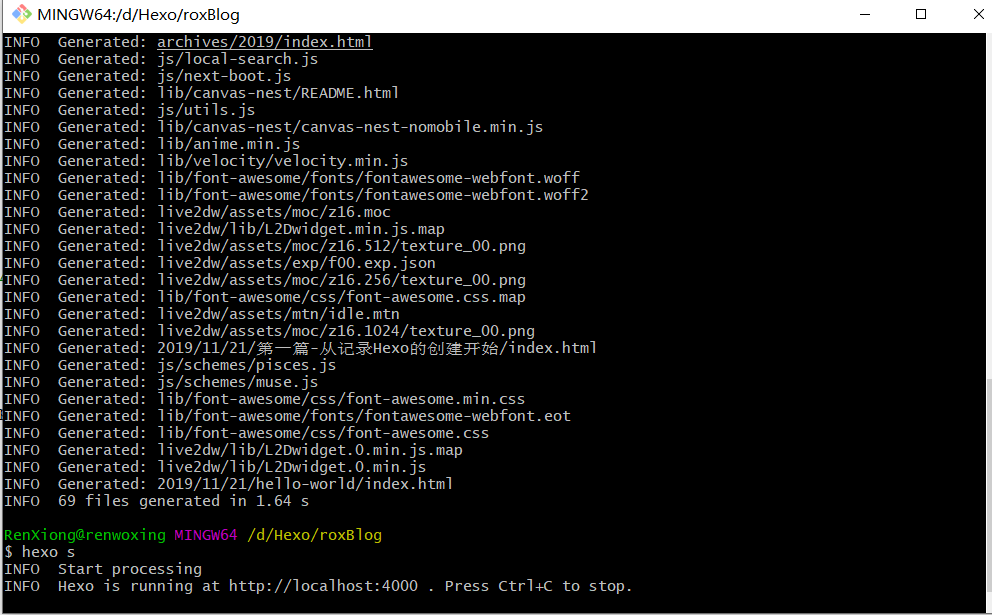 MINGW64:/d/Hexo/roxBlog
INFO  Generated: archives/2019/index.html
INFO  Generated: js/local-search.js
INFO  Generated: js/next-boot.js
INFO  Generated: lib/canvas-nest/README.html
INFO  Generated: js/utils.js
INFO  Generated: lib/canvas-nest/canvas-nest-nomobile.min.js
INFO  Generated: lib/anime.min.js
INFO  Generated: lib/velocity/velocity.min.js
INFO  Generated: lib/font-awesome/fonts/fontawesome-webfont.woff
INFO  Generated: lib/font-awesome/fonts/fontawesome-webfont.woff2
INFO  Generated: live2dw/assets/moc/z16.moc
INFO  Generated: live2dw/lib/L2Dwidget.min.js.map
INFO  Generated: live2dw/assets/moc/z16.512/texture_00.png
INFO  Generated: live2dw/assets/exp/f00.exp.json
INFO  Generated: live2dw/assets/moc/z16.256/texture_00.png
INFO  Generated: lib/font-awesome/css/font-awesome.css.map
INFO  Generated: live2dw/assets/mtn/idle.mtn
INFO  Generated: live2dw/assets/moc/z16.1024/texture_00.png
INFO  Generated: 2019/11/21/第一篇-从记录Hexo的创建开始/index.html
INFO  Generated: js/schemes/pisces.js
INFO  Generated: js/schemes/muse.js
INFO  Generated: lib/font-awesome/css/font-awesome.min.css
INFO  Generated: lib/font-awesome/fonts/fontawesome-webfont.eot
INFO  Generated: lib/font-awesome/css/font-awesome.css
INFO  Generated: live2dw/lib/L2Dwidget.0.min.js.map
INFO  Generated: live2dw/lib/L2Dwidget.0.min.js
INFO  Generated: 2019/11/21/hello-world/index.html
INFO  69 files generated in 1.64 s
RenXiong@renwoxing MINGW64 /d/Hexo/roxBlog
$ hexo s
INFO  Start processing
INFO  Hexo is running at http://localhost:4000 . Press Ctrl+C to stop.